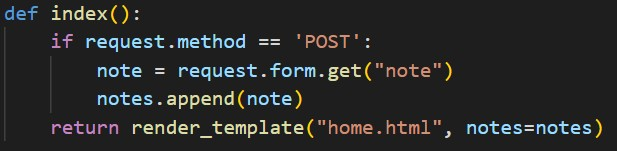 def index():
    if request.method == 'POST':
        note = request.form.get("note")
        notes.append(note)
    return render_template("home.html", notes=notes)